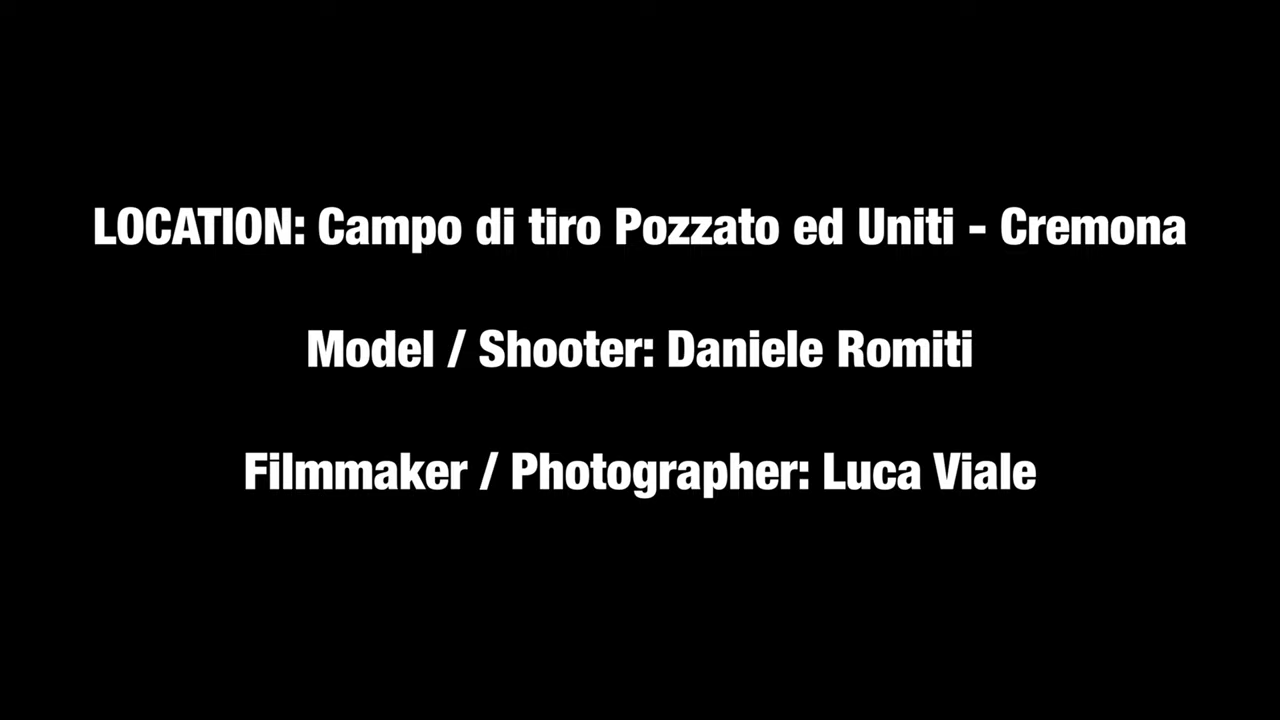 LOCATION: Campo di tiro Pozzato ed Uniti - Cremona
Model / Shooter: Daniele Romiti
Filmmaker / Photographer: Luca Viale